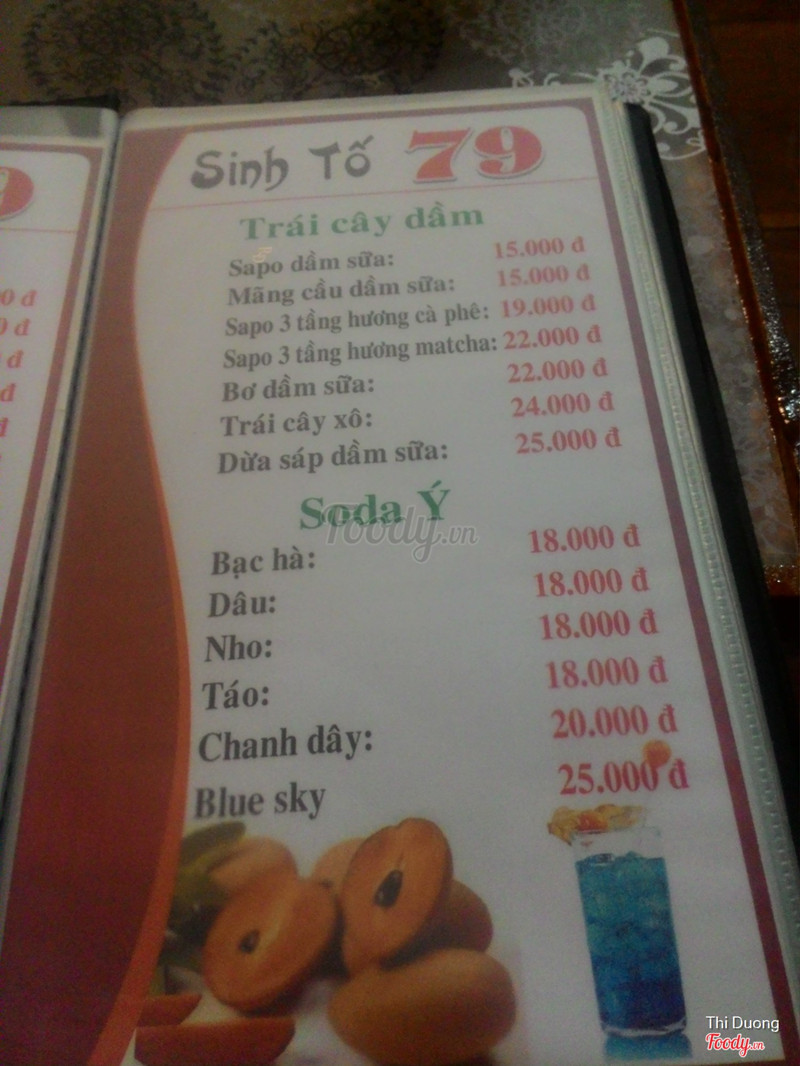 9
0 đ
0 đ
đ
đ
đ
Sinh Tố 79
Trái cây dầm
Sapo dầm sữa: 15.000 đ
Mãng cầu dầm sữa: 15.000 đ
Sapo 3 tầng hương cà phê: 19.000 đ
Sapo 3 tầng hương matcha: 22.000 đ
Bơ dầm sữa: 22.000 đ
Trái cây xô: 24.000 đ
Dừa sáp dầm sữa: 25.000 đ
Soda Ý
Foody.vn
Bạc hà: 18.000 đ
Dâu: 18.000 đ
Nho: 18.000 đ
Táo: 18.000 đ
Chanh dây: 20.000 đ
Blue sky 25.000 đ
Thi Duong
Foody.vn